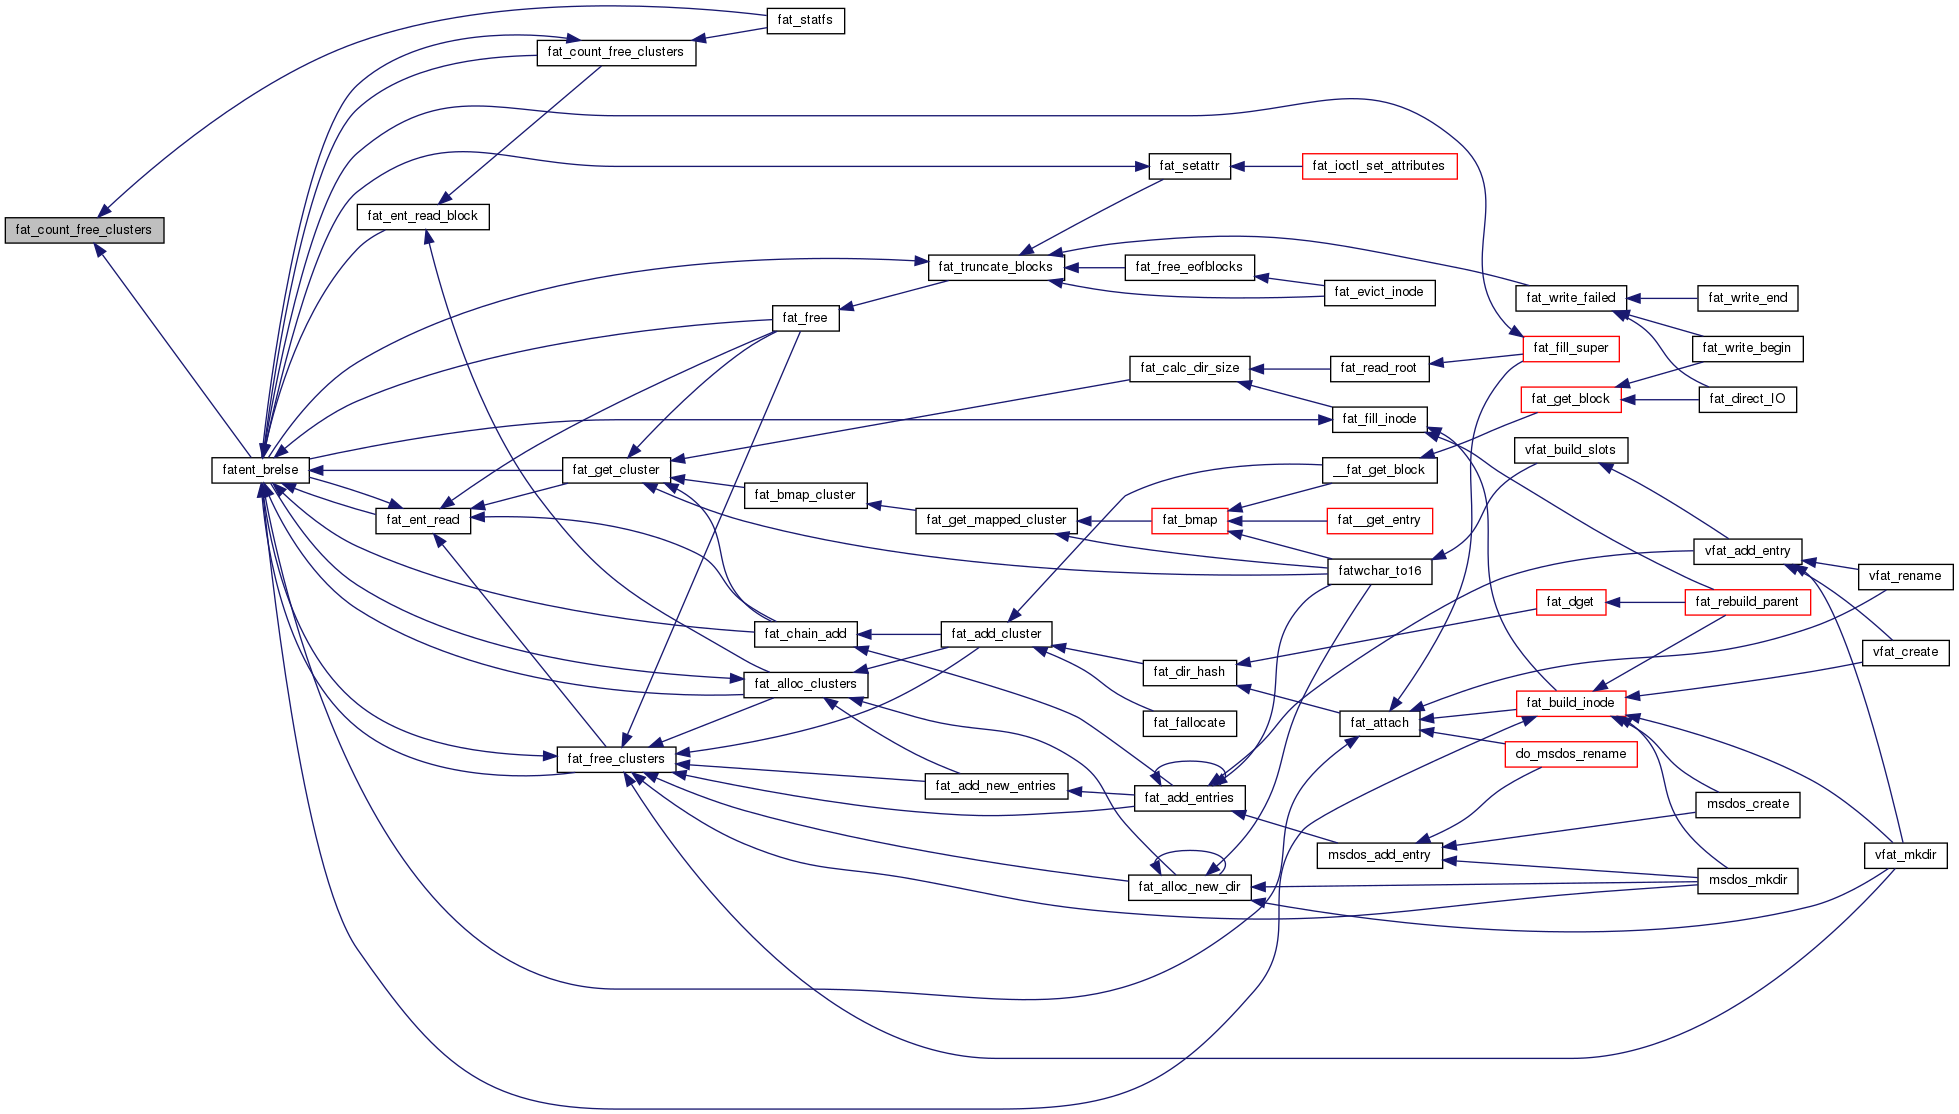 fat_statfs
fat_count_free_clusters
fat_setattr
fat_ioctl_set_attributes
fat_ent_read_block
fat_count_free_clusters
fat_truncate_blocks
fat_free_eofblocks
fat_evict_inode
fat_write_failed
fat_write_end
fat_free
fat_fill_super
fat_write_begin
fat_calc_dir_size
fat_read_root
fat_get_block
fat_direct_IO
fat_fill_inode
vfat_build_slots
fatent_brelse
fat_get_cluster
__fat_get_block
fat_bmap_cluster
fat_ent_read
fat_get_mapped_cluster
fat_bmap
fat__get_entry
vfat_add_entry
fatwchar_to16
vfat_rename
fat_dget
fat_rebuild_parent
fat_chain_add
fat_add_cluster
vfat_create
fat_dir_hash
fat_alloc_clusters
fat_build_inode
fat_fallocate
fat_attach
fat_free_clusters
do_msdos_rename
fat_add_new_entries
fat_add_entries
msdos_create
msdos_add_entry
vfat_mkdir
fat_alloc_new_dir
msdos_mkdir